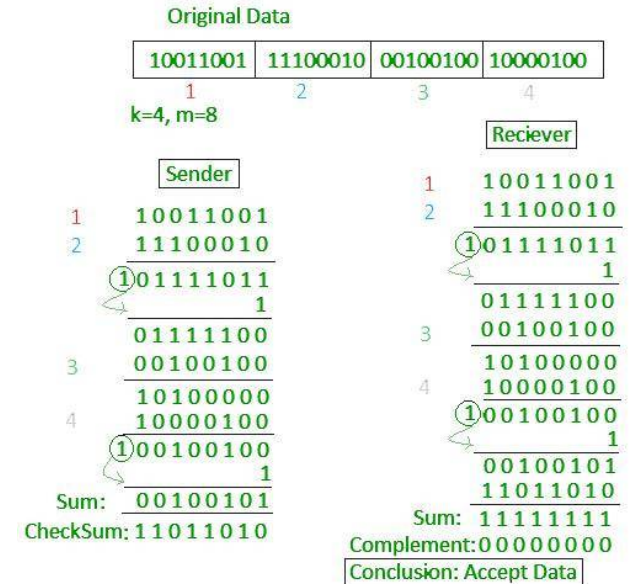 Original Data
10011001 11100010 00100100 10000100
1 2 3 4
k=4, m=8
Sender
1 10011001
2 11100010
1 01111011
1
01111100
3 00100100
10100000
4 10000100
1 00100100
1
Sum: 00100101
CheckSum: 11011010
Reciever
1 10011001
2 11100010
1 01111011
1
01111100
3 00100100
10100000
4 10000100
1 00100100
1
00100101
11011010
Sum: 11111111
Complement: 00000000
Conclusion: Accept Data